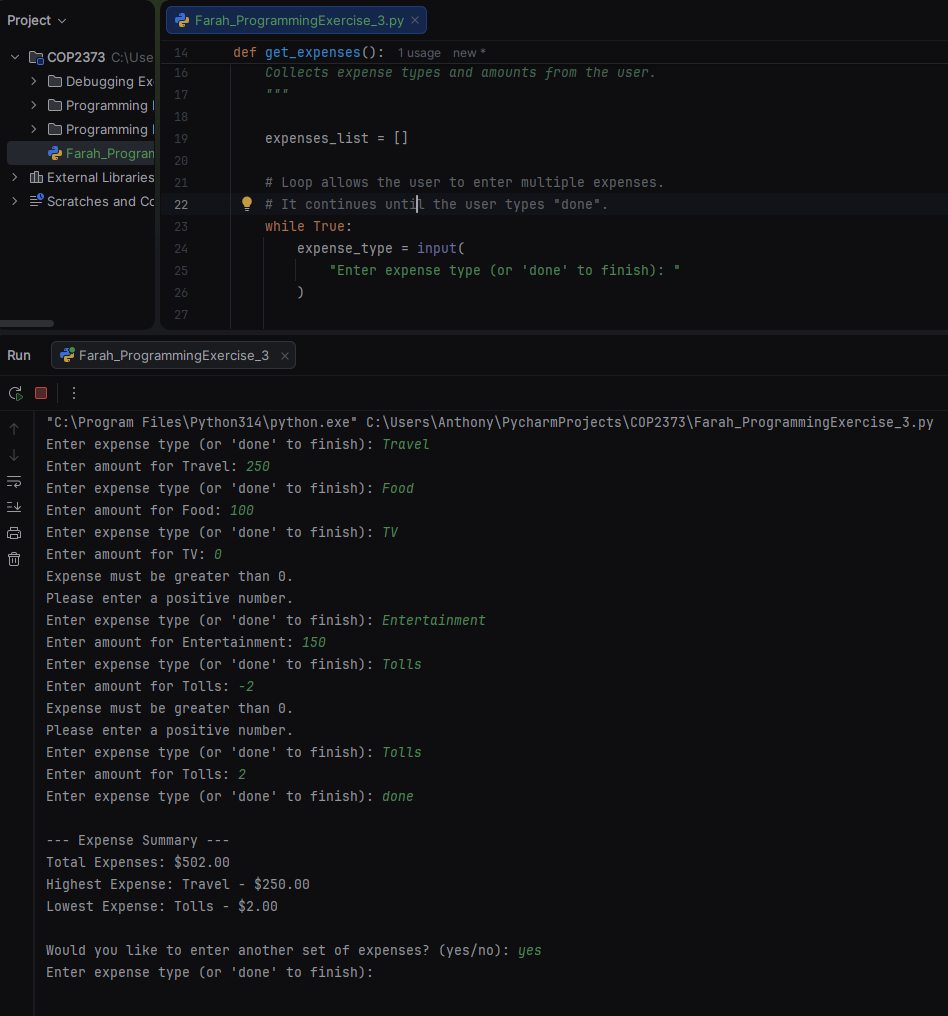 Project
COP2373 C:\Use
Debugging Ex
Programming
Programming
Farah_Program
External Libraries
Scratches and Co
Farah_ProgrammingExercise_3.py
14 def get_expenses(): 1 usage new *
16 Collects expense types and amounts from the user.
17 """
18
19 expenses_list = []
20
21 # Loop allows the user to enter multiple expenses.
22 # It continues until the user types "done".
23 while True:
24 expense_type = input(
25 "Enter expense type (or 'done' to finish): "
26 )
27
Run Farah_ProgrammingExercise_3
"C:\Program Files\Python314\python.exe" C:\Users\Anthony\PycharmProjects\COP2373\Farah_ProgrammingExercise_3.py
Enter expense type (or 'done' to finish): Travel
Enter amount for Travel: 250
Enter expense type (or 'done' to finish): Food
Enter amount for Food: 100
Enter expense type (or 'done' to finish): TV
Enter amount for TV: 0
Expense must be greater than 0.
Please enter a positive number.
Enter expense type (or 'done' to finish): Entertainment
Enter amount for Entertainment: 150
Enter expense type (or 'done' to finish): Tolls
Enter amount for Tolls: -2
Expense must be greater than 0.
Please enter a positive number.
Enter expense type (or 'done' to finish): Tolls
Enter amount for Tolls: 2
Enter expense type (or 'done' to finish): done
--- Expense Summary ---
Total Expenses: $502.00
Highest Expense: Travel - $250.00
Lowest Expense: Tolls - $2.00
Would you like to enter another set of expenses? (yes/no): yes
Enter expense type (or 'done' to finish):